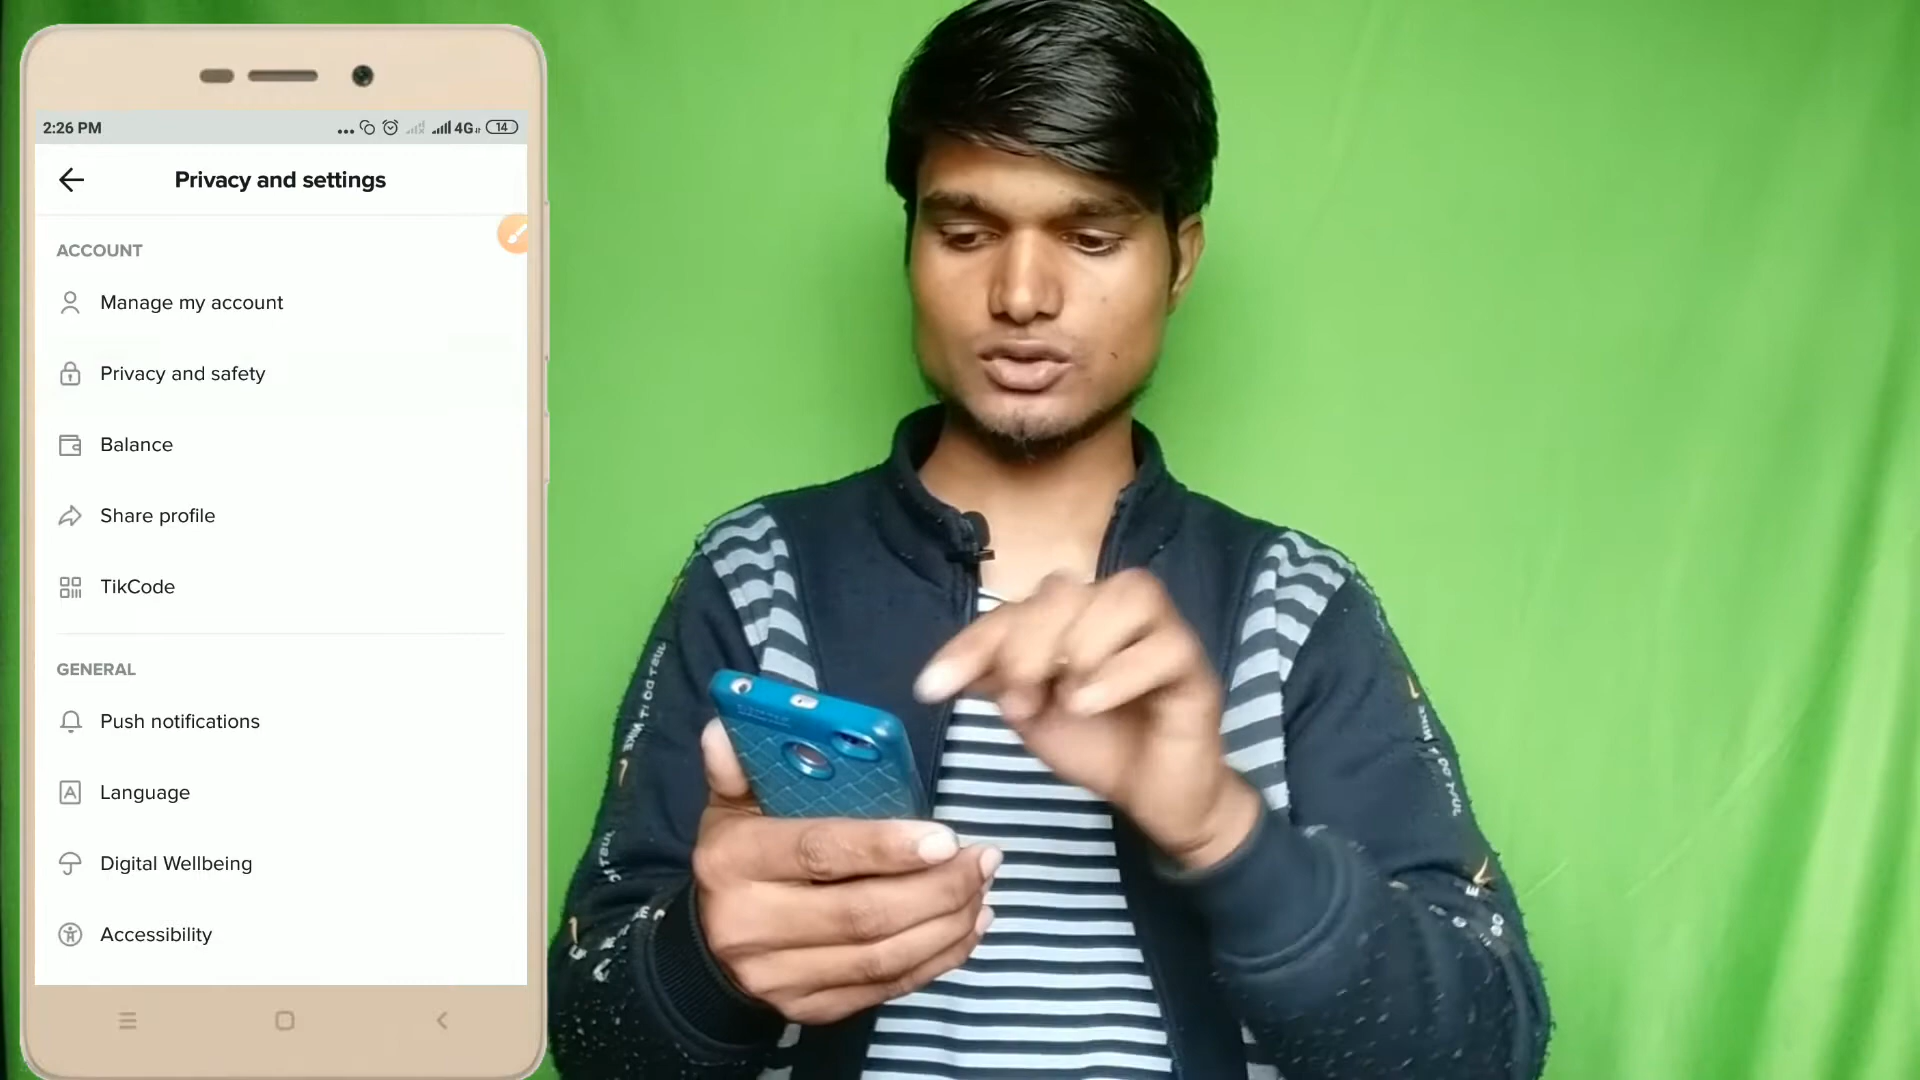 2:26 PM
4G
14
Privacy and settings
ACCOUNT
Manage my account
Privacy and safety
Balance
Share profile
TikCode
GENERAL
Push notifications
A Language
Digital Wellbeing
Accessibility